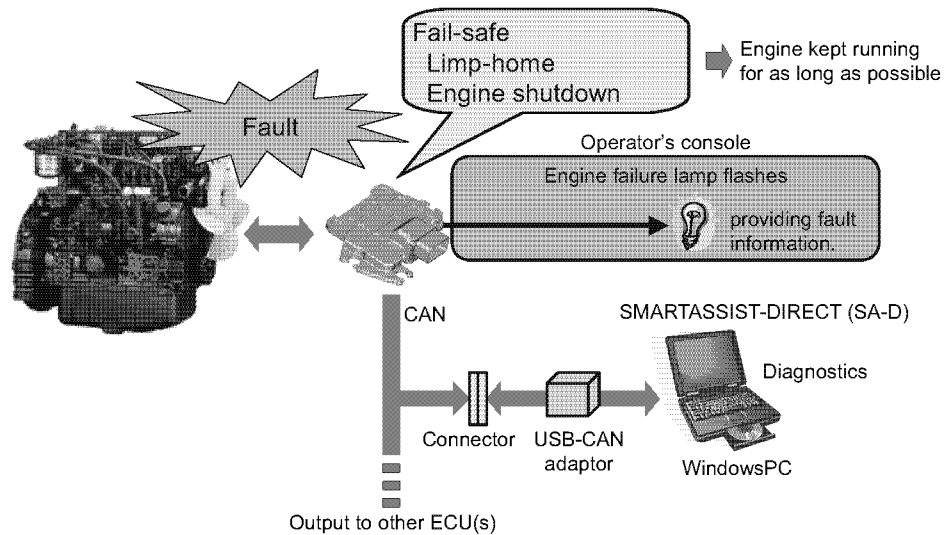 Fail-safe
Limp-home
Engine shutdown
Engine kept running
for as long as possible
Fault
Operator's console
Engine failure lamp flashes
providing fault
information.
CAN
SMARTASSIST-DIRECT (SA-D)
Diagnostics
Connector
USB-CAN
adaptor
WindowsPC
Output to other ECU(s)